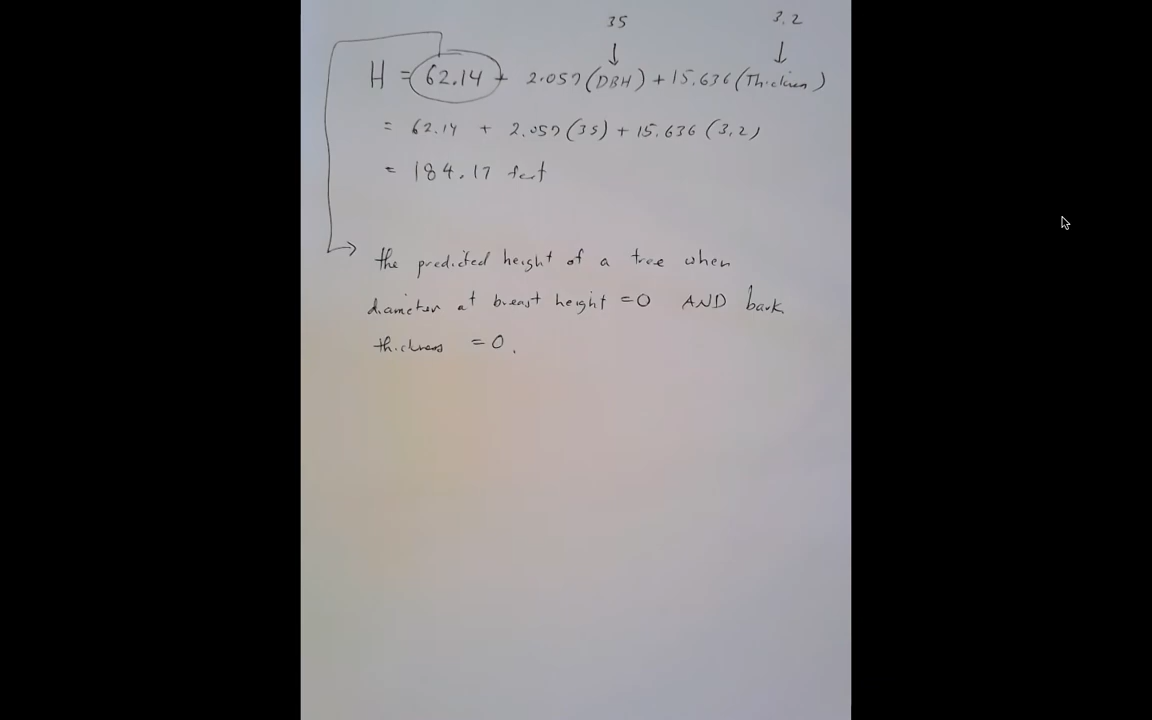 35 3.2
H = 62.14 + 2.057 (DBH) + 15.636 (Thickness)
= 62.14 + 2.057 (35) + 15.636 (3.2)
= 184.17 feet
the predicted height of a tree when
diameter at breast height = 0 AND bark
thickness = 0.